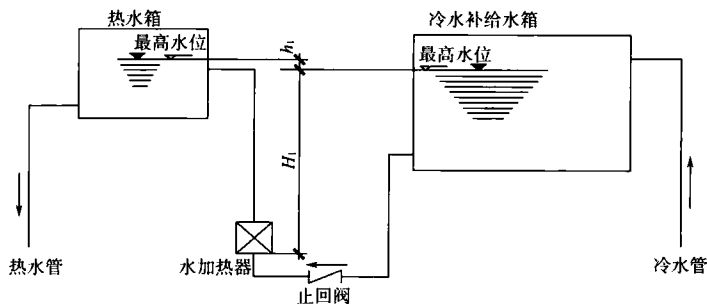 热水箱
冷水补给水箱
最高水位
h₁
最高水位
H₁
热水管
水加热器
止回阀
冷水管